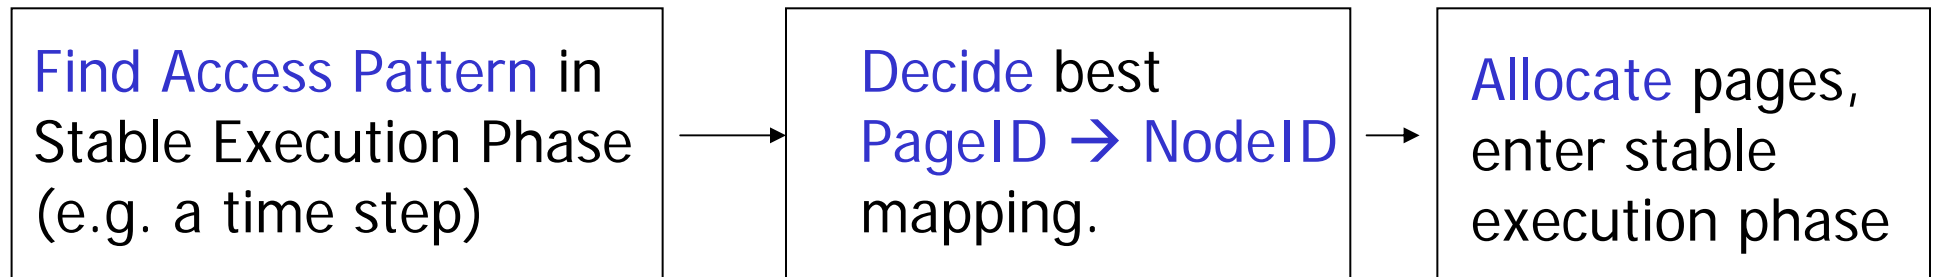 Find Access Pattern in
Stable Execution Phase
(e.g. a time step)
Decide best
PageID → NodeID
mapping.
Allocate pages,
enter stable
execution phase